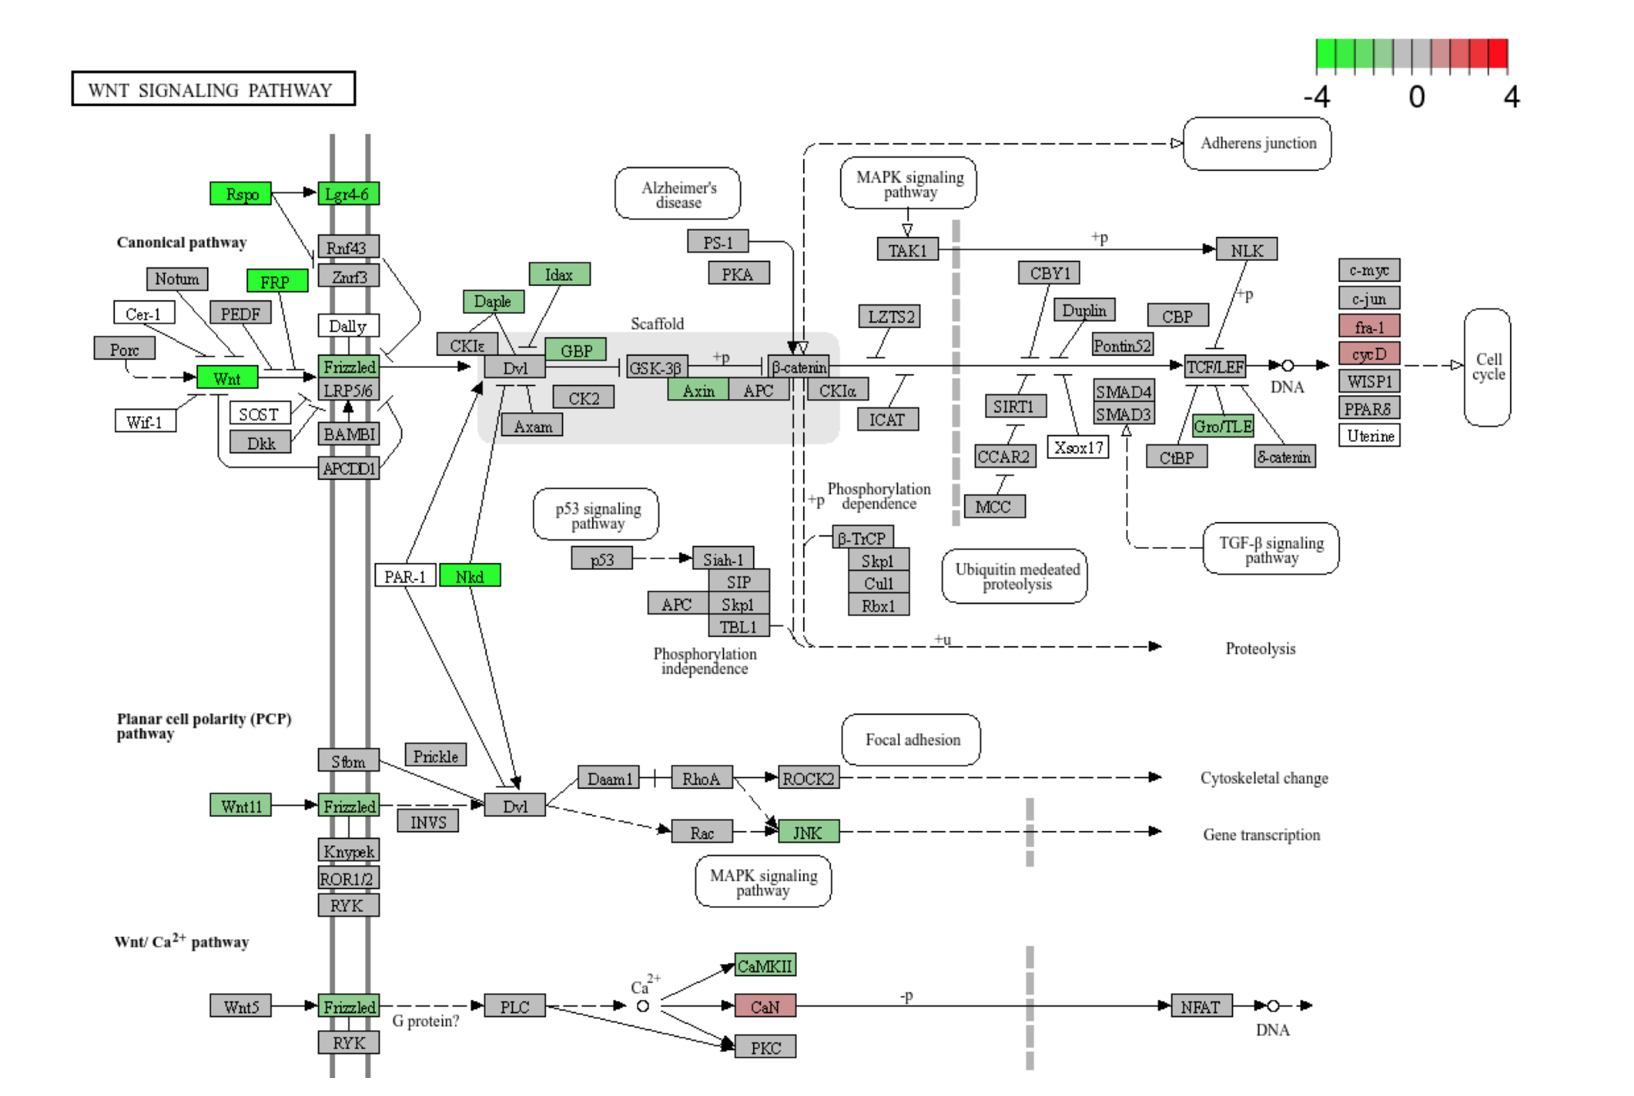 -4 0 4
WNT SIGNALING PATHWAY
Adherens junction
Alzheimer's
disease
MAPK signaling
pathway
Rspo
Lgr4-6
Canonical pathway
Rnf43
Znrf3
PS-1
PKA
TAK1
+p
NLK
Notum
FRP
Cer-1
PEDF
Dally
Porc
Idax
Daple
CKIε
Scaffold
LZTS2
CBY1
Duplin
CBP
+p
Pontin52
c-myc
c-jun
fra-1
cycD
WISP1
PPARδ
Uterine
Cell
cycle
Wnt
Frizzled
LRP5/6
Dvl
GBP
GSK-3β
+p
β-catenin
Axin
APC
CKIα
CK2
Axam
TCF/LEF
DNA
Wif-1
SOST
Dkk
BAMBI
APCDD1
ICAT
SIRT1
Xsox17
CCAR2
MCC
SMAD4
SMAD3
Gro/TLE
CtBP
δ-catenin
p53 signaling
pathway
+p
Phosphorylation
dependence
TGF-β signaling
pathway
p53
Siah-1
SIP
APC
Skp1
TBL1
β-TrCP
Skp1
Cul1
Rbx1
Ubiquitin medeated
proteolysis
PAR-1
Nkd
Phosphorylation
independence
+u
Proteolysis
Planar cell polarity (PCP)
pathway
Stbm
Prickle
Focal adhesion
Daam1
RhoA
ROCK2
Cytoskeletal change
Wnt11
Frizzled
INVS
Dvl
Rac
JNK
Gene transcription
Knypek
ROR1/2
RYK
MAPK signaling
pathway
Wnt/ Ca2+ pathway
CaMKII
Ca2+
Wnt5
Frizzled
G protein?
PLC
CaN
-p
NFAT
DNA
RYK
PKC